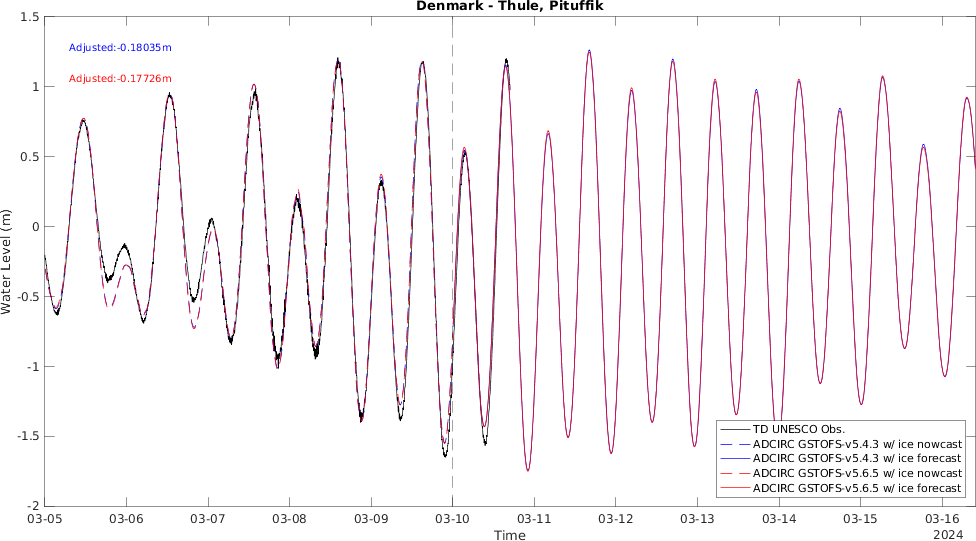 Denmark - Thule, Pituffik
1.5
Adjusted:-0.18035m
Adjusted:-0.17726m
1
0.5
0
-0.5
-1
-1.5
-2
Water Level (m)
TD UNESCO Obs.
ADCIRC GSTOFS-v5.4.3 w/ ice nowcast
ADCIRC GSTOFS-v5.4.3 w/ ice forecast
ADCIRC GSTOFS-v5.6.5 w/ ice nowcast
ADCIRC GSTOFS-v5.6.5 w/ ice forecast
03-05 03-06 03-07 03-08 03-09 03-10 03-11 03-12 03-13 03-14 03-15 03-16
Time
2024